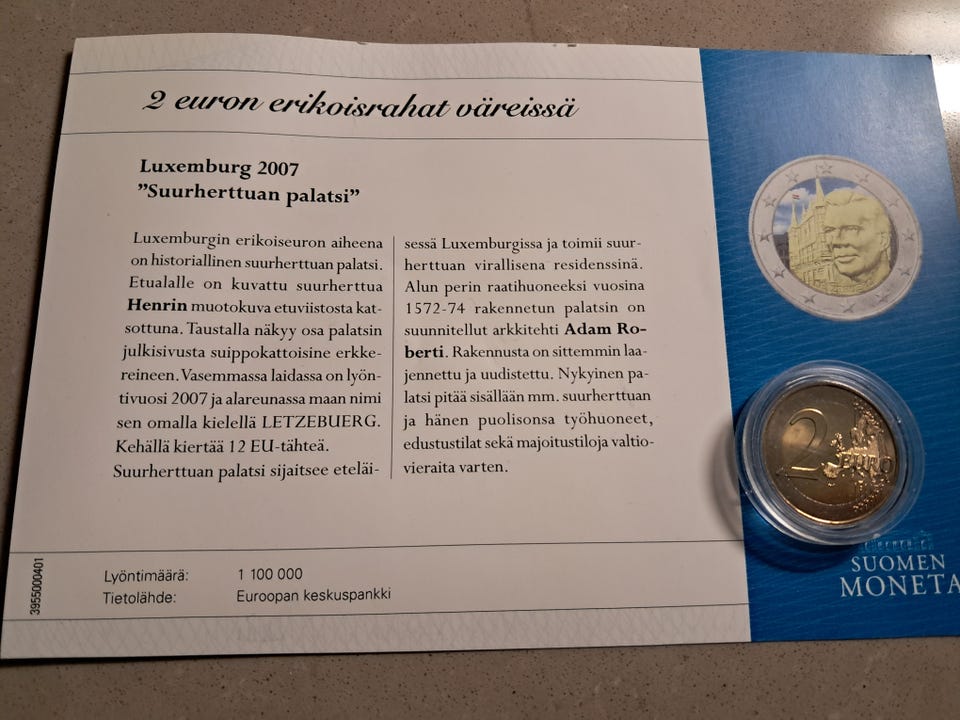 2 euron erikoisrahat väreissä
Luxemburg 2007
”Suurherttuan palatsi”
Luxemburgin erikoiseuron aiheena
on historiallinen suurherttuan palatsi.
Etualalle on kuvattu suurherttua
Henrin muotokuva etuviistosta kat-
sottuna. Taustalla näkyy osa palatsin
julkisivusta suippokattoisine erkke-
reineen. Vasemmassa laidassa on lyön-
tivuosi 2007 ja alareunassa maan nimi
sen omalla kielellä LETZEBUERG.
Kehällä kiertää 12 EU-tähteä.
Suurherttuan palatsi sijaitsee eteläi-
sessä Luxemburgissa ja toimii suur-
herttuan virallisena residenssinä.
Alun perin raatihuoneeksi vuosina
1572-74 rakennetun palatsin on
suunnitellut arkkitehti Adam Ro-
berti. Rakennusta on sittemmin laa-
jennettu ja uudistettu. Nykyinen pa-
latsi pitää sisällään mm. suurherttuan
ja hänen puolisonsa työhuoneet,
edustustilat sekä majoitustiloja valtio-
vieraita varten.
Lyöntimäärä: 1 100 000
Tietolähde: Euroopan keskuspankki
3955000401
2 EURO
SUOMEN
MONETA